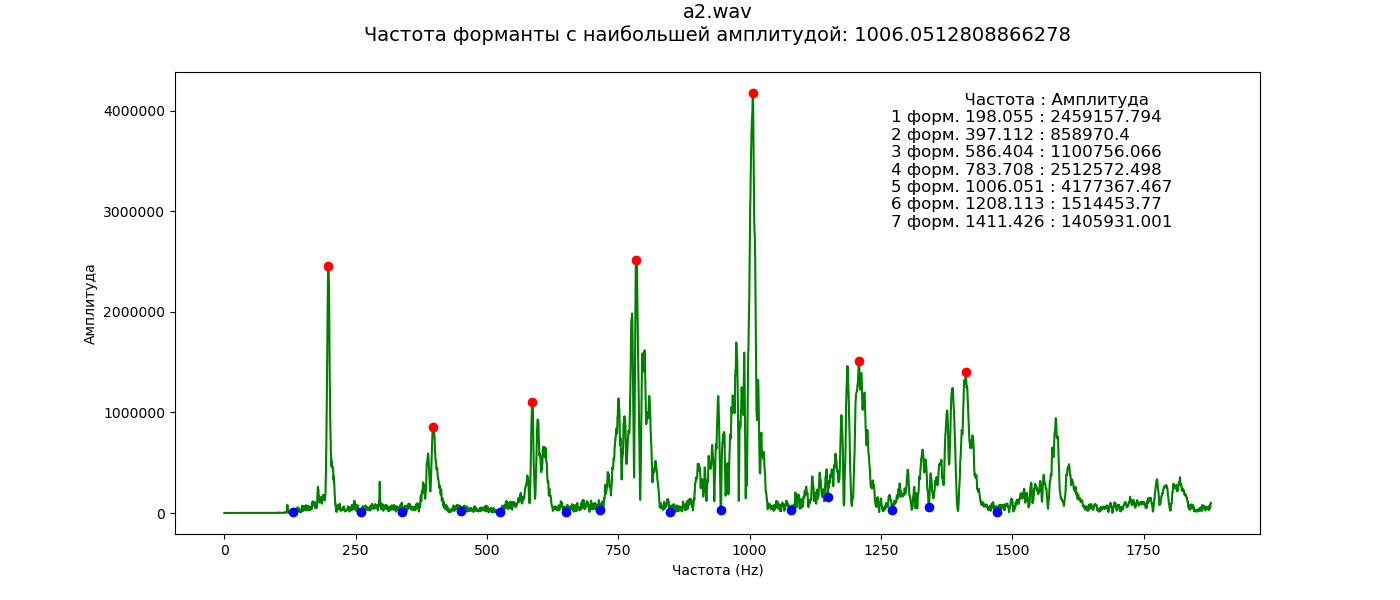 a2.wav
Частота форманты с наибольшей амплитудой: 1006.0512808866278
Частота : Амплитуда
1 форм. 198.055 : 2459157.794
2 форм. 397.112 : 858970.4
3 форм. 586.404 : 1100756.066
4 форм. 783.708 : 2512572.498
5 форм. 1006.051 : 4177367.467
6 форм. 1208.113 : 1514453.77
7 форм. 1411.426 : 1405931.001
4000000
3000000
2000000
1000000
0
Амплитуда
0 250 500 750 1000 1250 1500 1750
Частота (Hz)